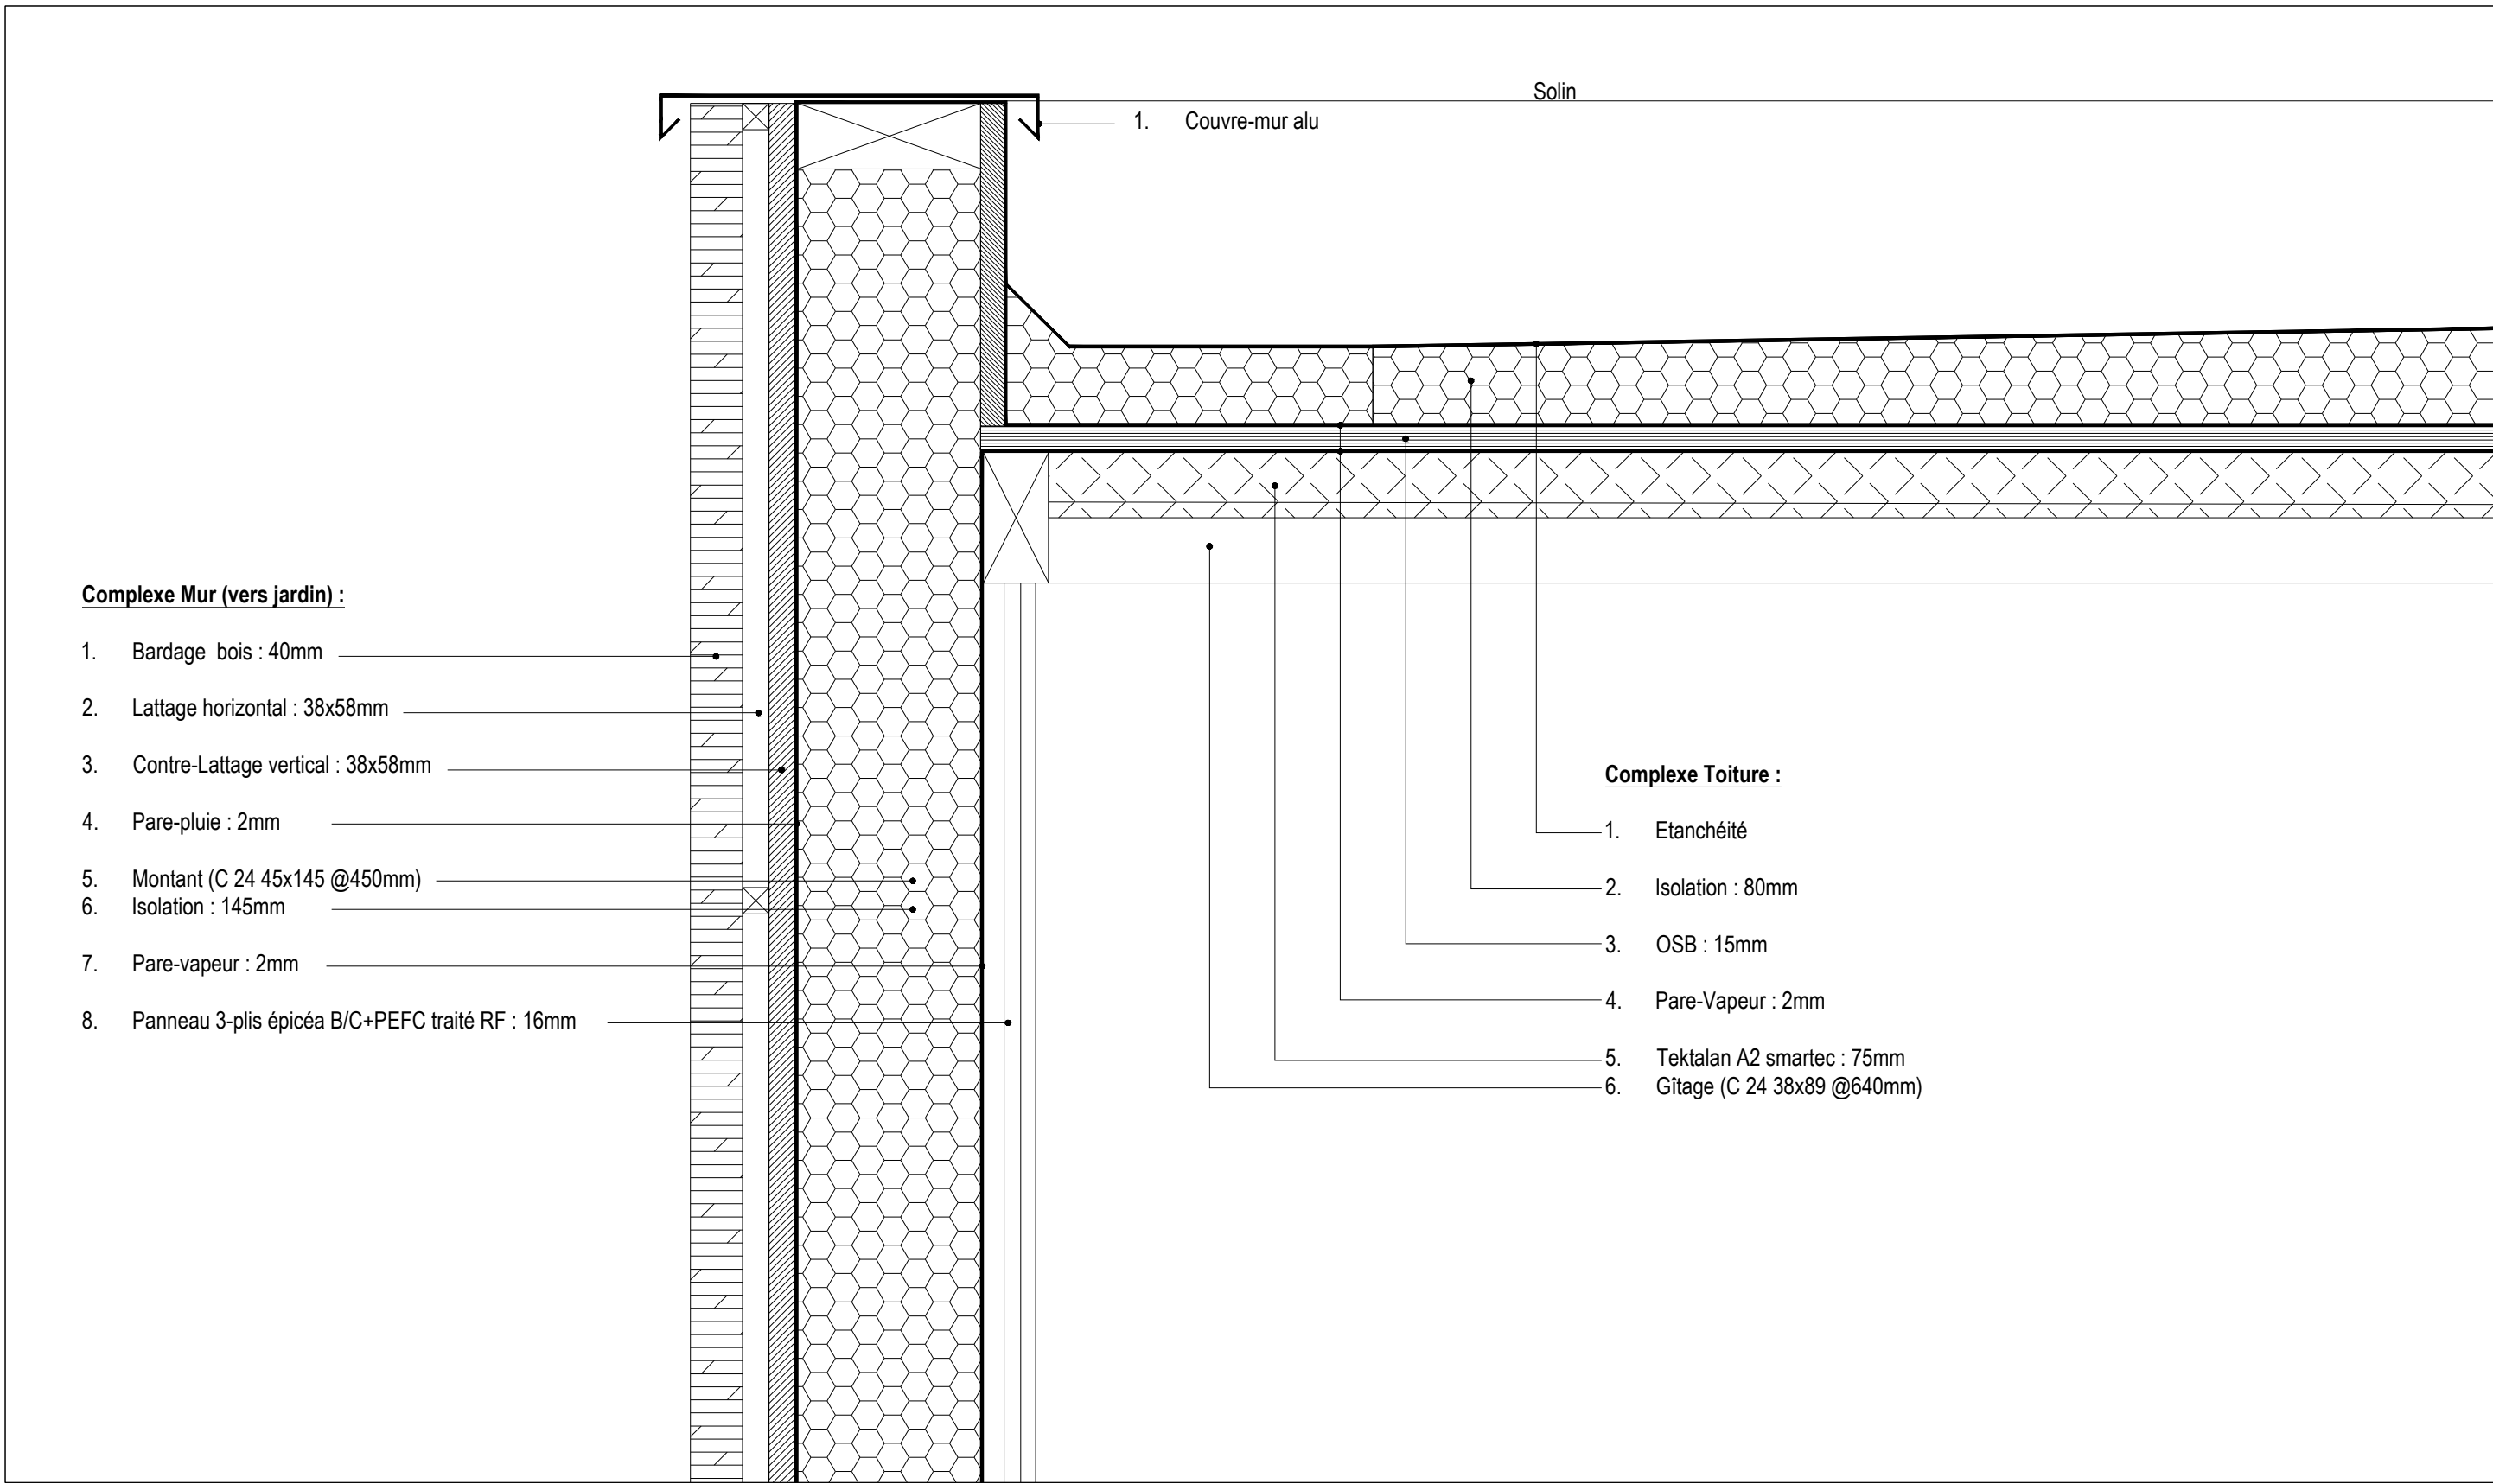 Solin
1. Couvre-mur alu
Complexe Mur (vers jardin) :
1. Bardage bois : 40mm
2. Lattage horizontal : 38x58mm
3. Contre-Lattage vertical : 38x58mm
4. Pare-pluie : 2mm
5. Montant (C 24 45x145 @450mm)
6. Isolation : 145mm
7. Pare-vapeur : 2mm
8. Panneau 3-plis épicéa B/C+PEFC traité RF : 16mm
Complexe Toiture :
1. Etanchéité
2. Isolation : 80mm
3. OSB : 15mm
4. Pare-Vapeur : 2mm
5. Tektalan A2 smartec : 75mm
6. Gîtage (C 24 38x89 @640mm)